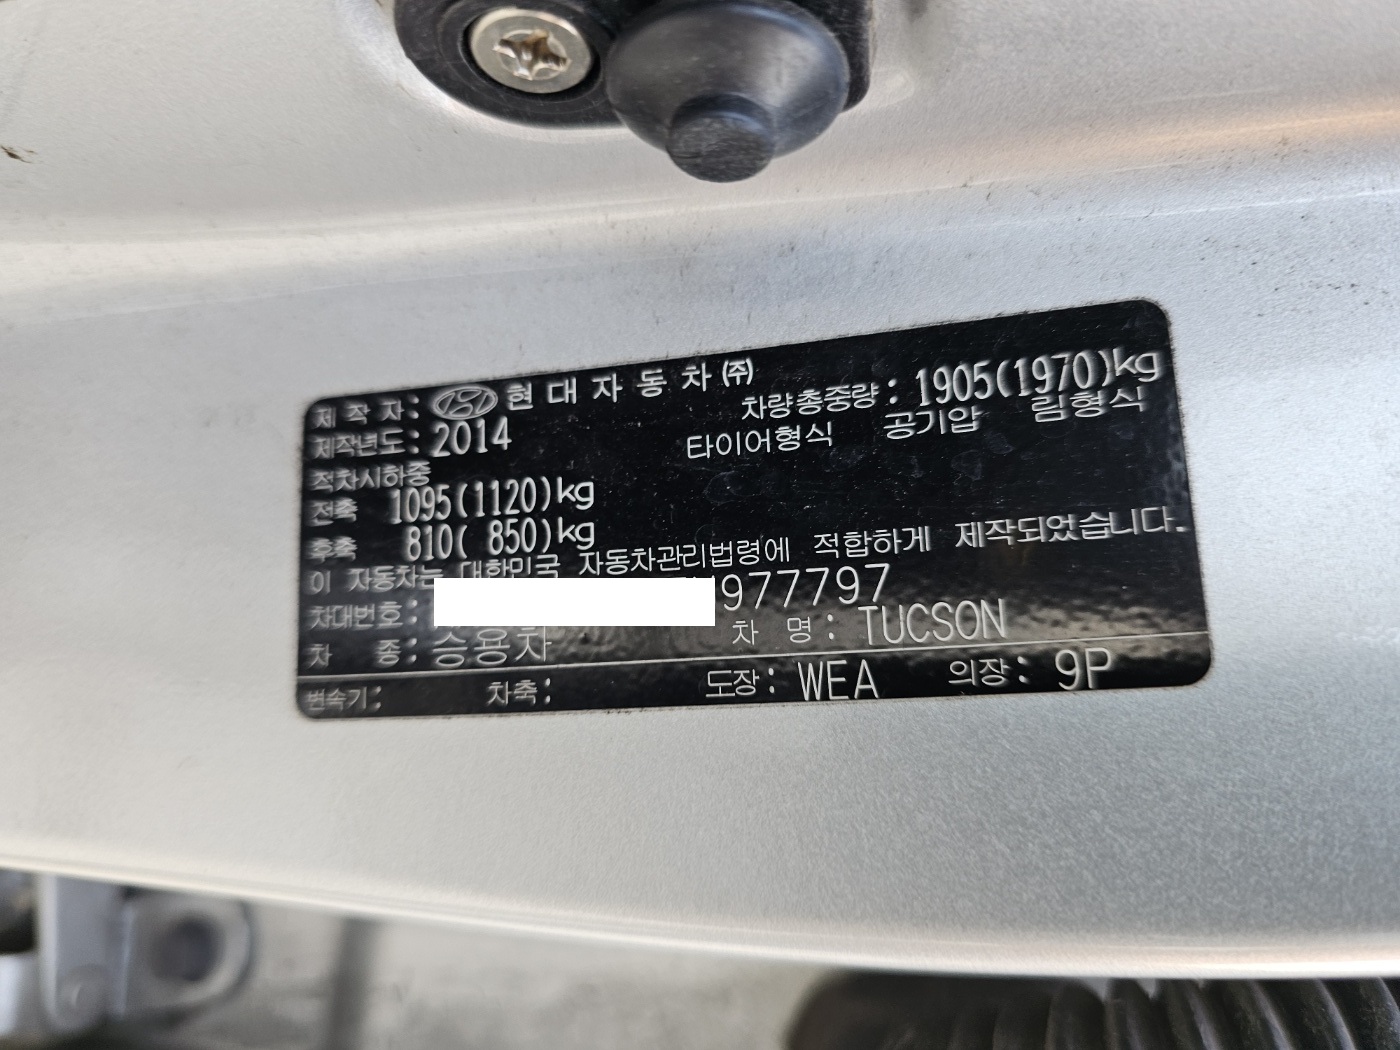 제 작 자 : 현 대 자 동 차 ㈜
제작년도 : 2014 차량총중량 : 1905(1970)kg
적차시하중 타이어형식 공기압 림형식
전축 1095(1120)kg
후축 810( 850)kg
이 자동차는 대한민국 자동차관리법령에 적합하게 제작되었습니다.
차대번호 : 977797
차 종 : 승용차 차 명 : TUCSON
변속기 : 차축 : 도장 : WEA 의장 : 9P